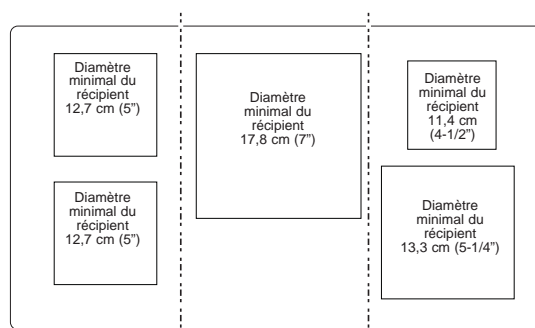 Diamètre
minimal du
récipient
12,7 cm (5”)
Diamètre
minimal du
récipient
12,7 cm (5”)
Diamètre
minimal du
récipient
17,8 cm (7”)
Diamètre
minimal du
récipient
11,4 cm
(4-1/2”)
Diamètre
minimal du
récipient
13,3 cm (5-1/4”)